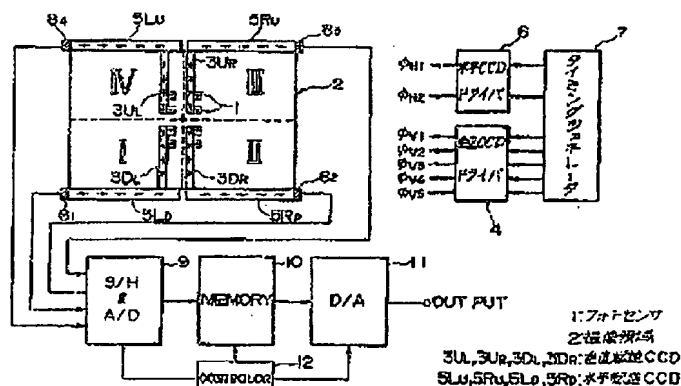 8₄ 5LU 5RU 8₃
3UR
IV III
3UL 1 2
I II
3DL 3DR
8₁ 5LD 5RD 8₂
6 7
φH1 水平CCD
φH2 ドライバ
φV1 垂直CCD
φV2 ドライバ
φV3
φV4
φV5
4
タイミングジェネレータ
9 10 11
S/H & A/D
MEMORY
D/A
OUT PUT
12
CONTROLOR
1:フォトセンサ
2:撮像領域
3UL,3UR,3DL,3DR:垂直転送CCD
5LU,5RU,5LD,5RD:水平転送CCD